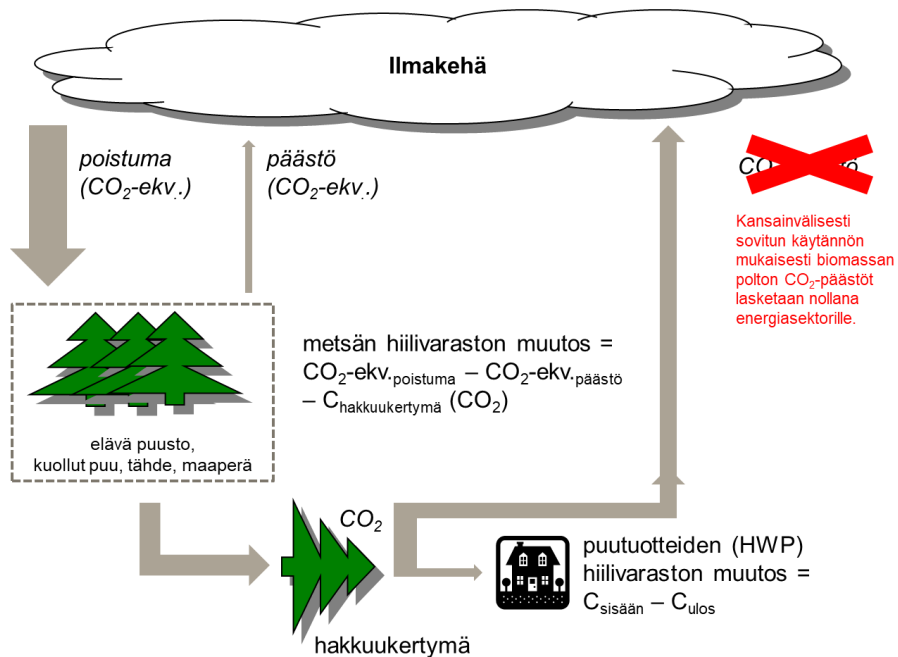 Ilmakehä
poistuma
(CO₂-ekv.)
päästö
(CO₂-ekv.)
CO
Kansainvälisesti
sovitun käytännön
mukaisesti biomassan
polton CO₂-päästöt
lasketaan nollana
energiasektorille.
metsän hiilivaraston muutos =
CO₂-ekv.poistuma – CO₂-ekv.päästö
– Chakkuukertymä (CO₂)
elävä puusto,
kuollut puu, tähde, maaperä
CO₂
puutuotteiden (HWP)
hiilivaraston muutos =
Csisään – Culos
hakkuukertymä